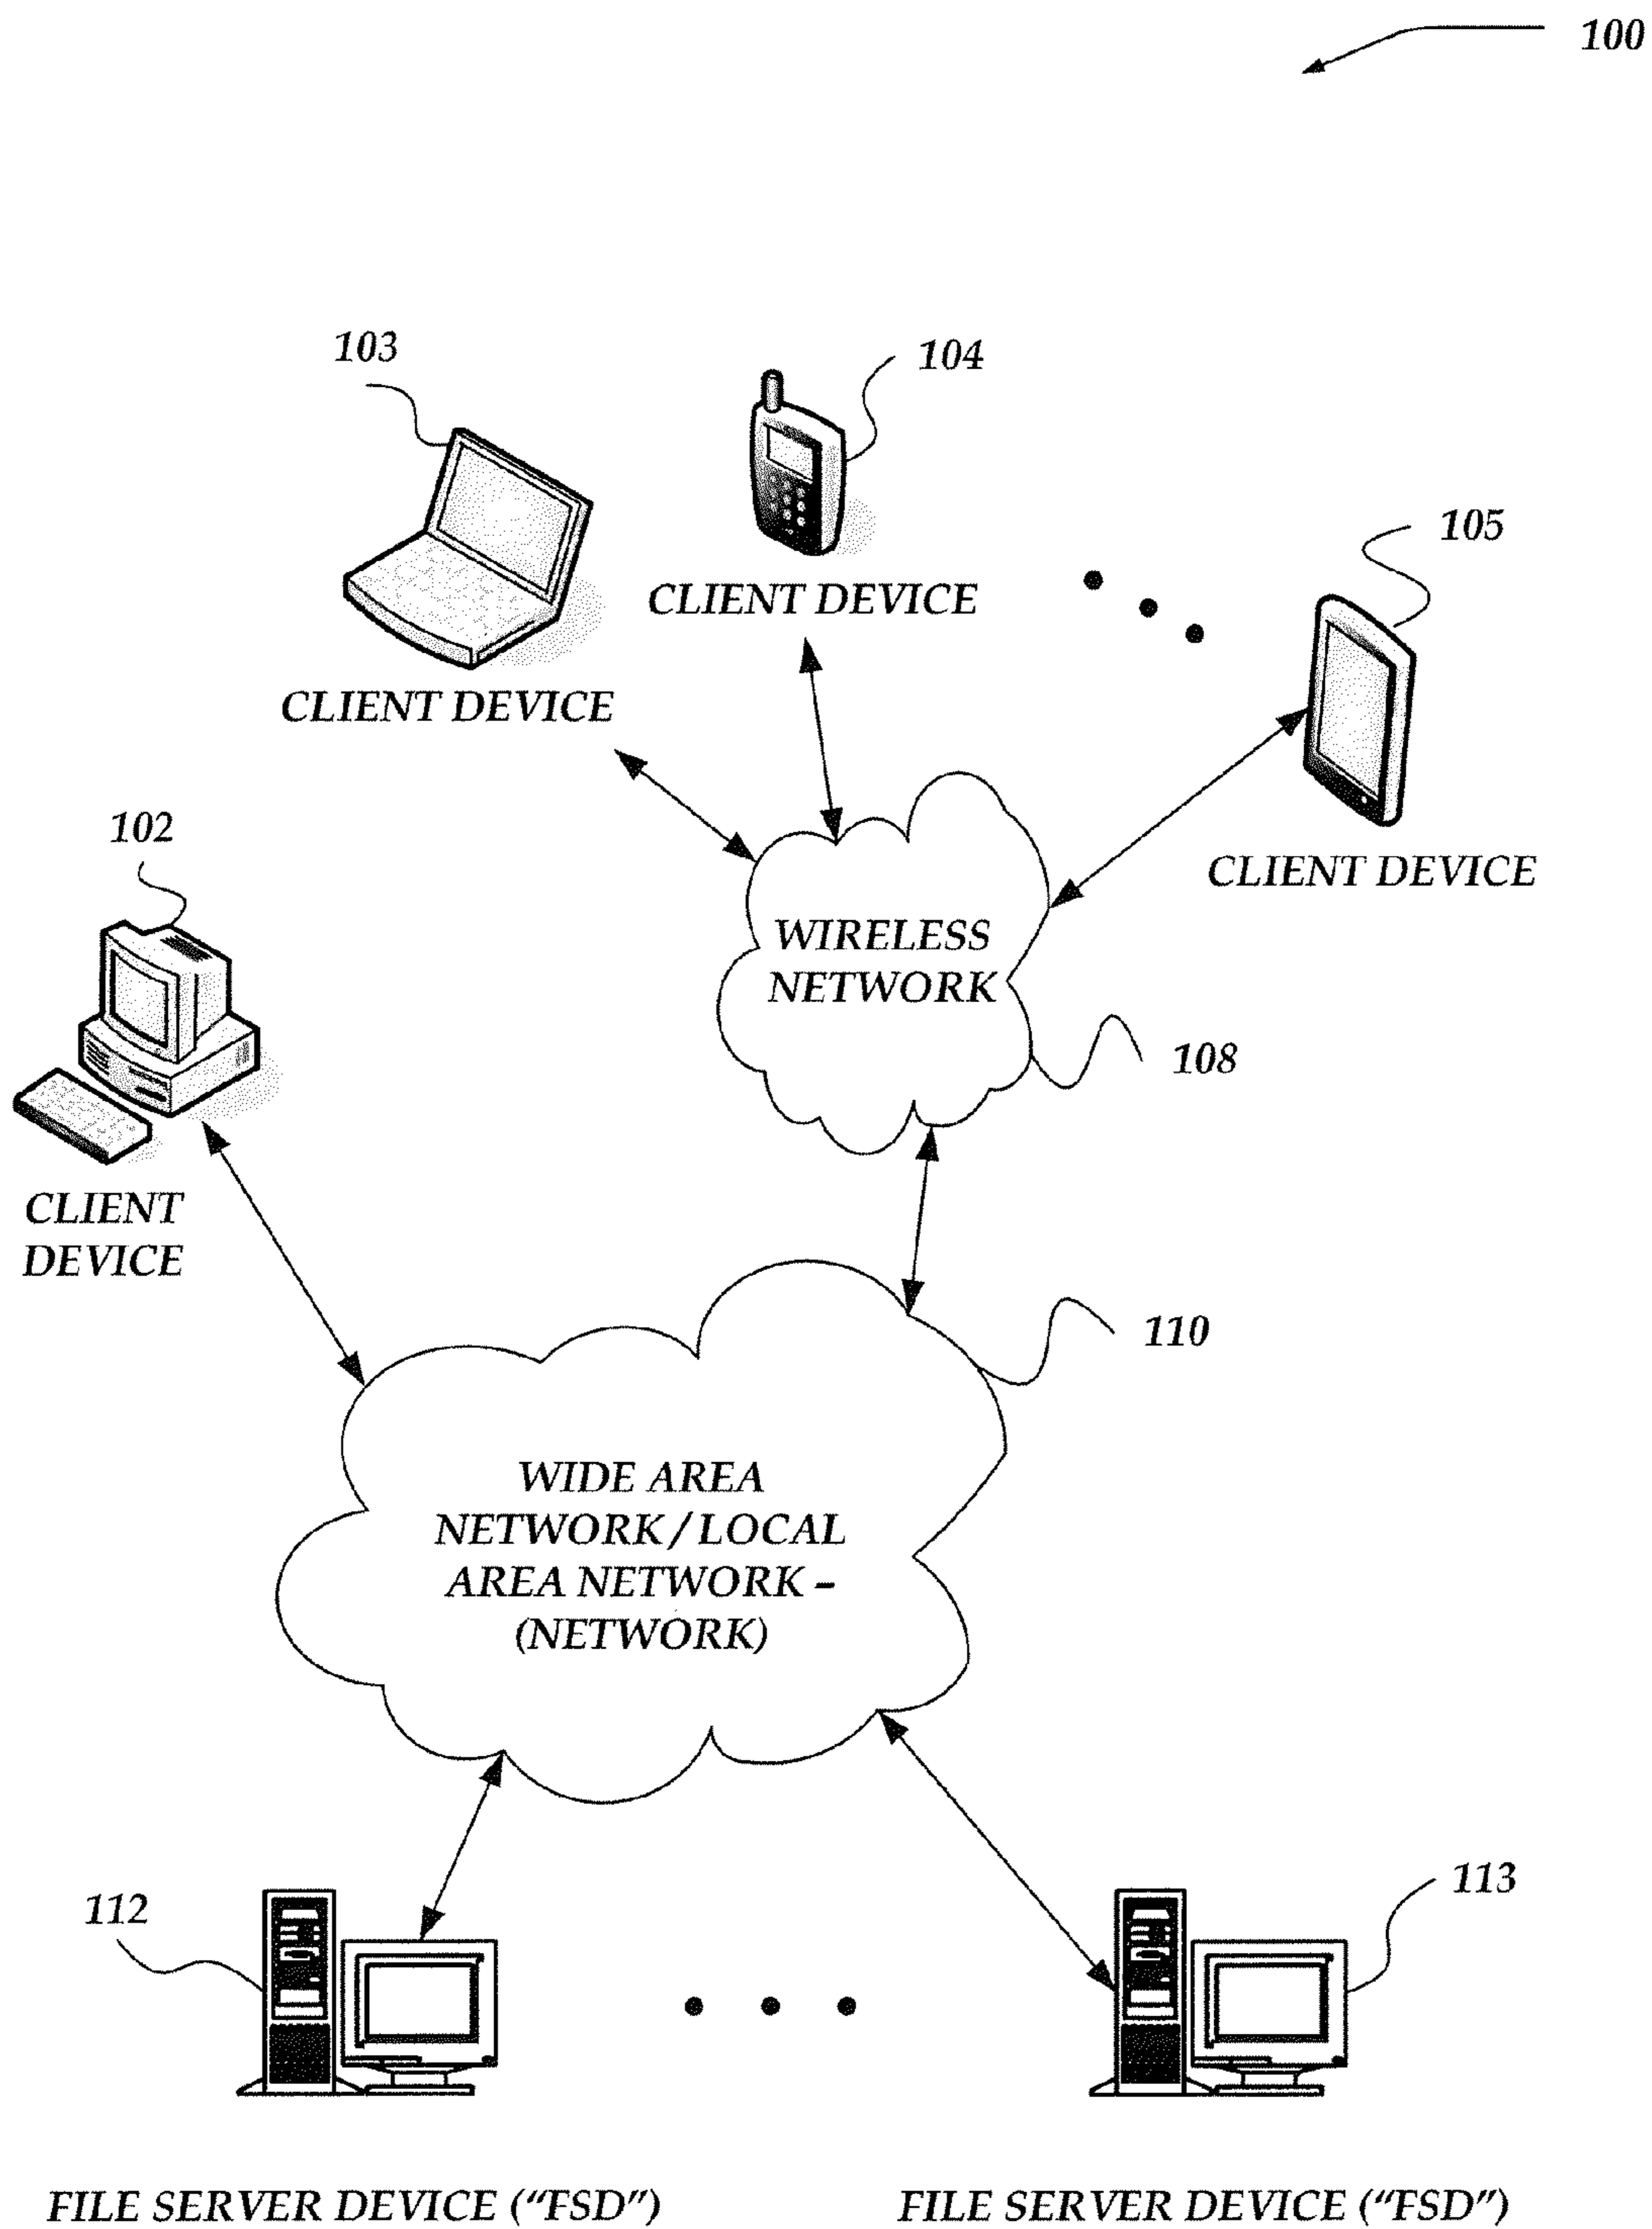 100
103
104
105
CLIENT DEVICE
CLIENT DEVICE
102
CLIENT DEVICE
WIRELESS
NETWORK
108
CLIENT
DEVICE
110
WIDE AREA
NETWORK / LOCAL
AREA NETWORK –
(NETWORK)
112
113
FILE SERVER DEVICE (“FSD”)
FILE SERVER DEVICE (“FSD”)